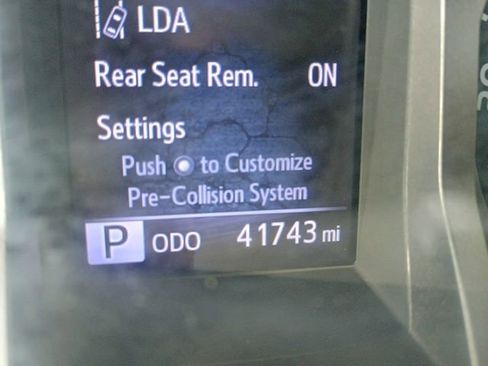 LDA
Rear Seat Rem. ON
Settings
Push to Customize
Pre-Collision System
P ODO 41743 mi